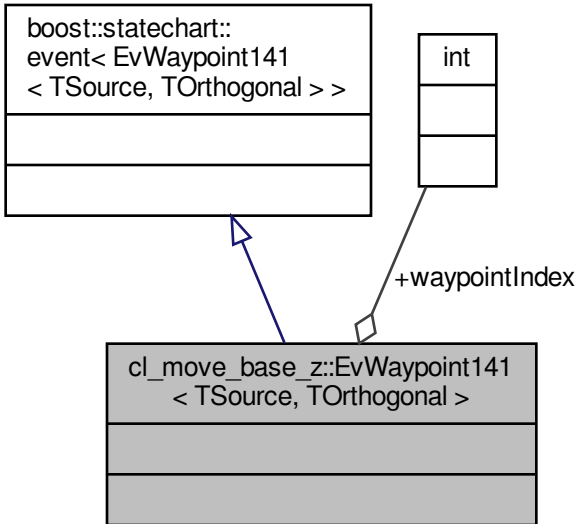 boost::statechart::
event< EvWaypoint141
< TSource, TOrthogonal > >
int
+waypointIndex
cl_move_base_z::EvWaypoint141
< TSource, TOrthogonal >